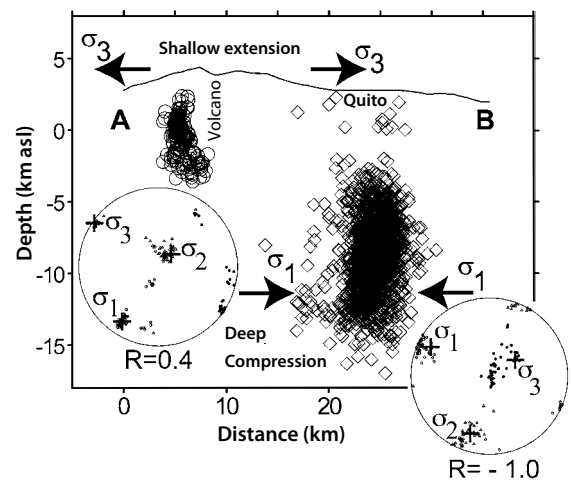 σ3 Shallow extension σ3
5
Quito
A Volcano B
0
Depth (km asl)
-5
σ3
σ2
-10
σ1 σ1
σ1
Deep
Compression
-15
R=0.4
σ1
σ3
σ2
0 10 20
Distance (km)
R= - 1.0